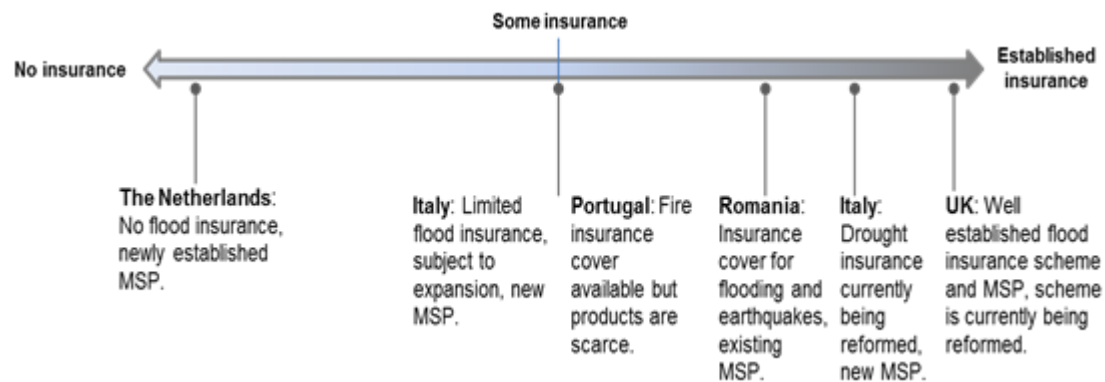 Some insurance
No insurance
Established
insurance
The Netherlands:
No flood insurance,
newly established
MSP.
Italy: Limited
flood insurance,
subject to
expansion, new
MSP.
Portugal: Fire
insurance
cover
available but
products are
scarce.
Romania:
Insurance
cover for
flooding and
earthquakes,
existing
MSP.
Italy:
Drought
insurance
currently
being
reformed,
new MSP.
UK: Well
established flood
insurance scheme
and MSP, scheme
is currently being
reformed.